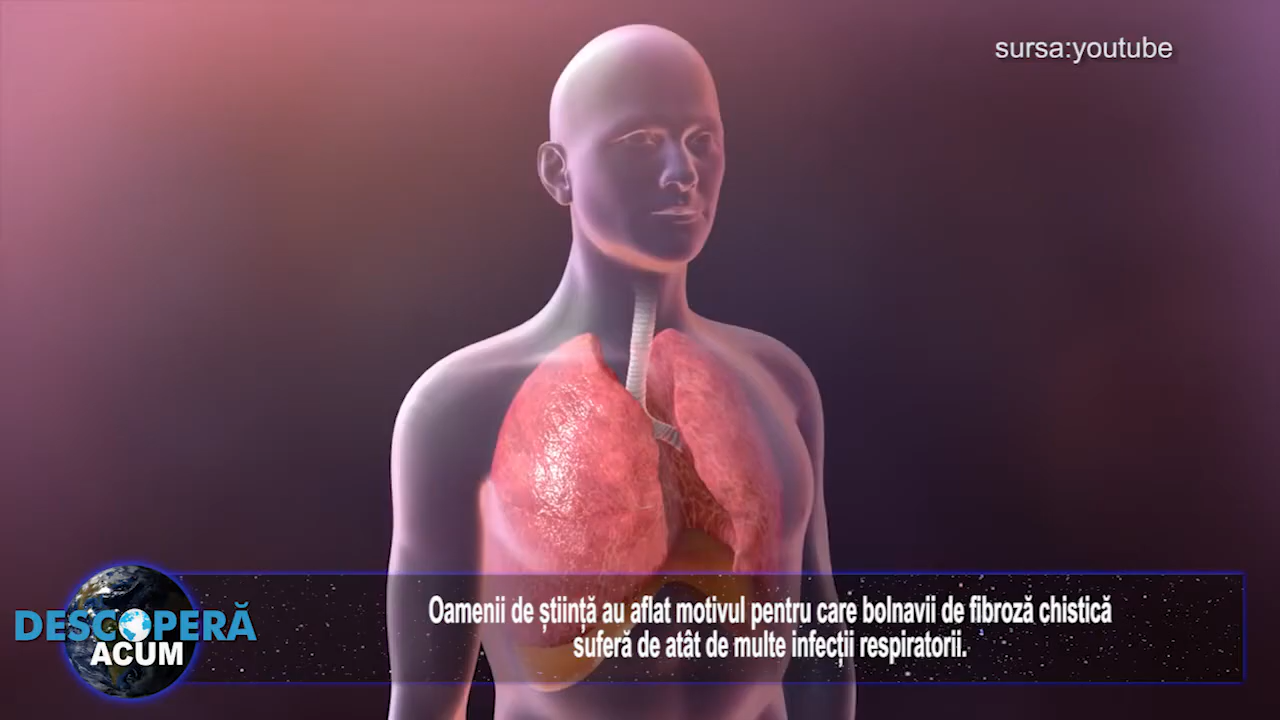 sursa:youtube
Oamenii de știință au aflat motivul pentru care bolnavii de fibroză chistică
suferă de atât de multe infecții respiratorii.
DESCOPERĂ
ACUM